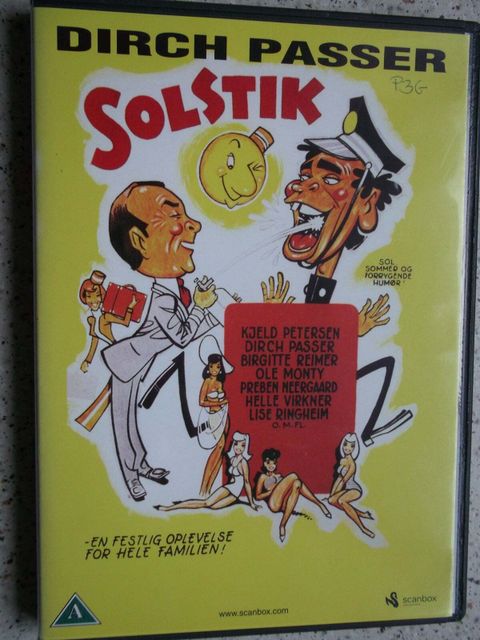 DIRCH PASSER
P3G
SOLSTIK
SOL
SOMMER OG
FORRYGENDE
HUMØR!
KJELD PETERSEN
DIRCH PASSER
BIRGITTE REIMER
OLE MONTY
PREBEN NEERGAARD
HELLE VIRKNER
LISE RINGHEIM
O.M.FL.
-EN FESTLIG OPLEVELSE
FOR HELE FAMILIEN!
A
www.scanbox.com
scanbox